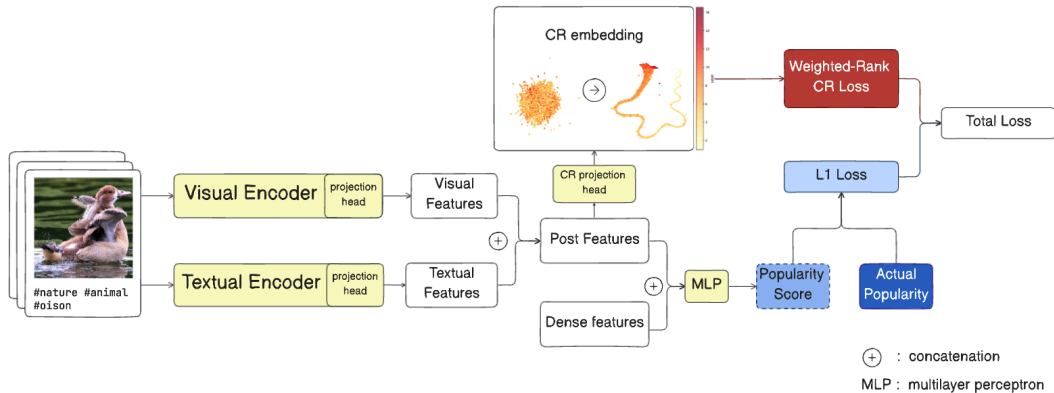 CR embedding
Weighted-Rank
CR Loss
Total Loss
L1 Loss
CR projection
head
Visual Encoder
projection
head
Visual
Features
Post Features
Textual Encoder
projection
head
Textual
Features
MLP
Popularity
Score
Actual
Popularity
Dense features
#nature #animal
#oison
: concatenation
MLP : multilayer perceptron